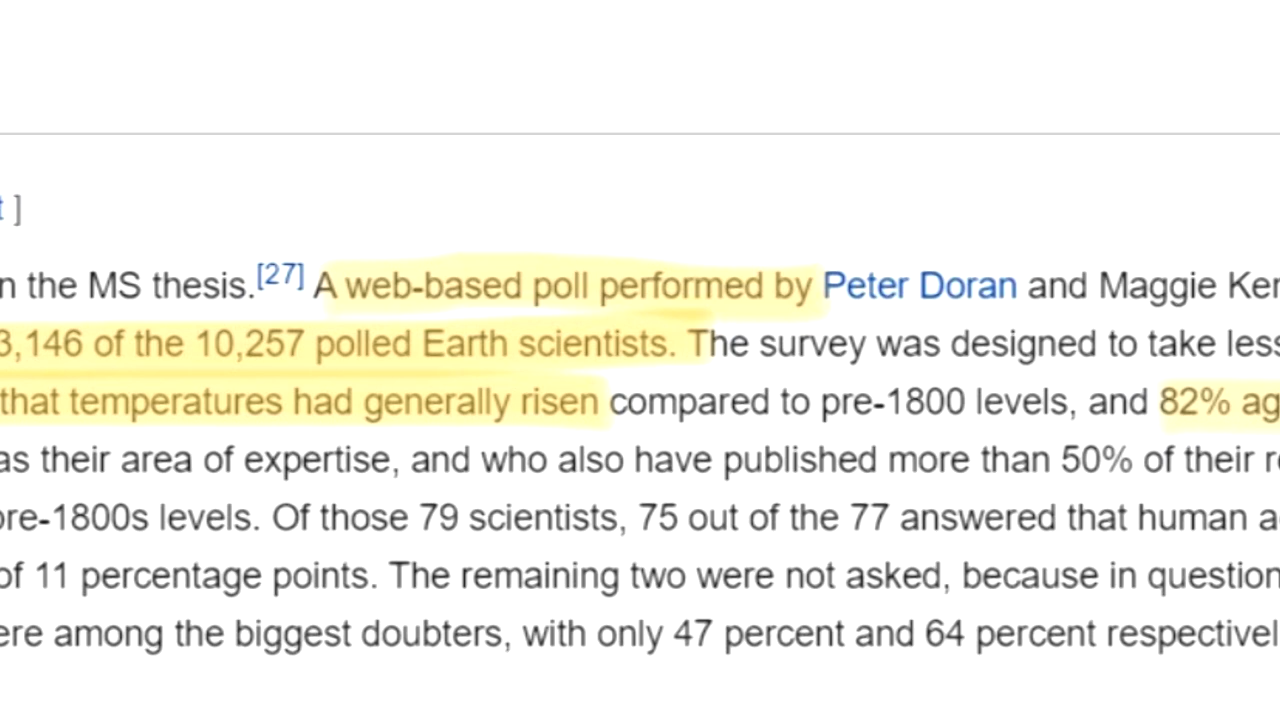 ]
n the MS thesis.[27] A web-based poll performed by Peter Doran and Maggie Ken
3,146 of the 10,257 polled Earth scientists. The survey was designed to take less
that temperatures had generally risen compared to pre-1800 levels, and 82% ag
as their area of expertise, and who also have published more than 50% of their re
pre-1800s levels. Of those 79 scientists, 75 out of the 77 answered that human a
of 11 percentage points. The remaining two were not asked, because in question
ere among the biggest doubters, with only 47 percent and 64 percent respectivel